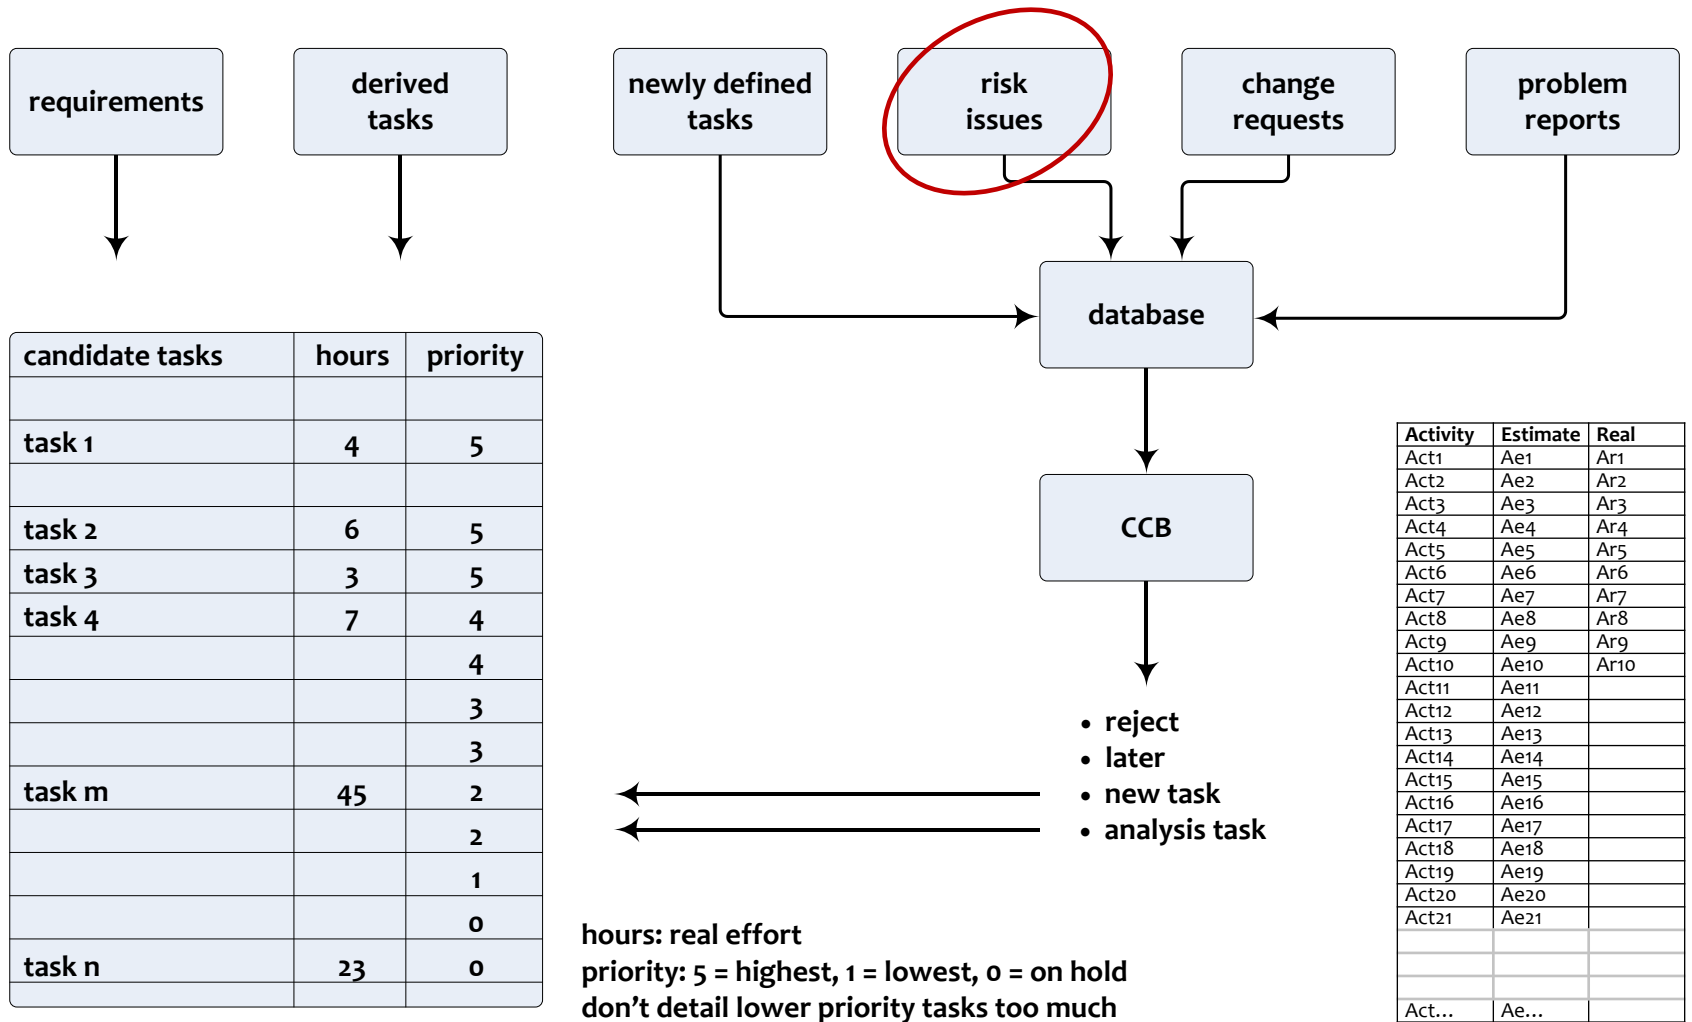 requirements
derived
tasks
newly defined
tasks
risk
issues
change
requests
problem
reports
database
CCB
• reject
• later
• new task
• analysis task
candidate tasks hours priority
task 1 4 5
task 2 6 5
task 3 3 5
task 4 7 4
4
3
3
task m 45 2
2
1
0
task n 23 0
hours: real effort
priority: 5 = highest, 1 = lowest, 0 = on hold
don't detail lower priority tasks too much
Activity Estimate Real
Act1 Ae1 Ar1
Act2 Ae2 Ar2
Act3 Ae3 Ar3
Act4 Ae4 Ar4
Act5 Ae5 Ar5
Act6 Ae6 Ar6
Act7 Ae7 Ar7
Act8 Ae8 Ar8
Act9 Ae9 Ar9
Act10 Ae10 Ar10
Act11 Ae11
Act12 Ae12
Act13 Ae13
Act14 Ae14
Act15 Ae15
Act16 Ae16
Act17 Ae17
Act18 Ae18
Act19 Ae19
Act20 Ae20
Act21 Ae21
Act... Ae...